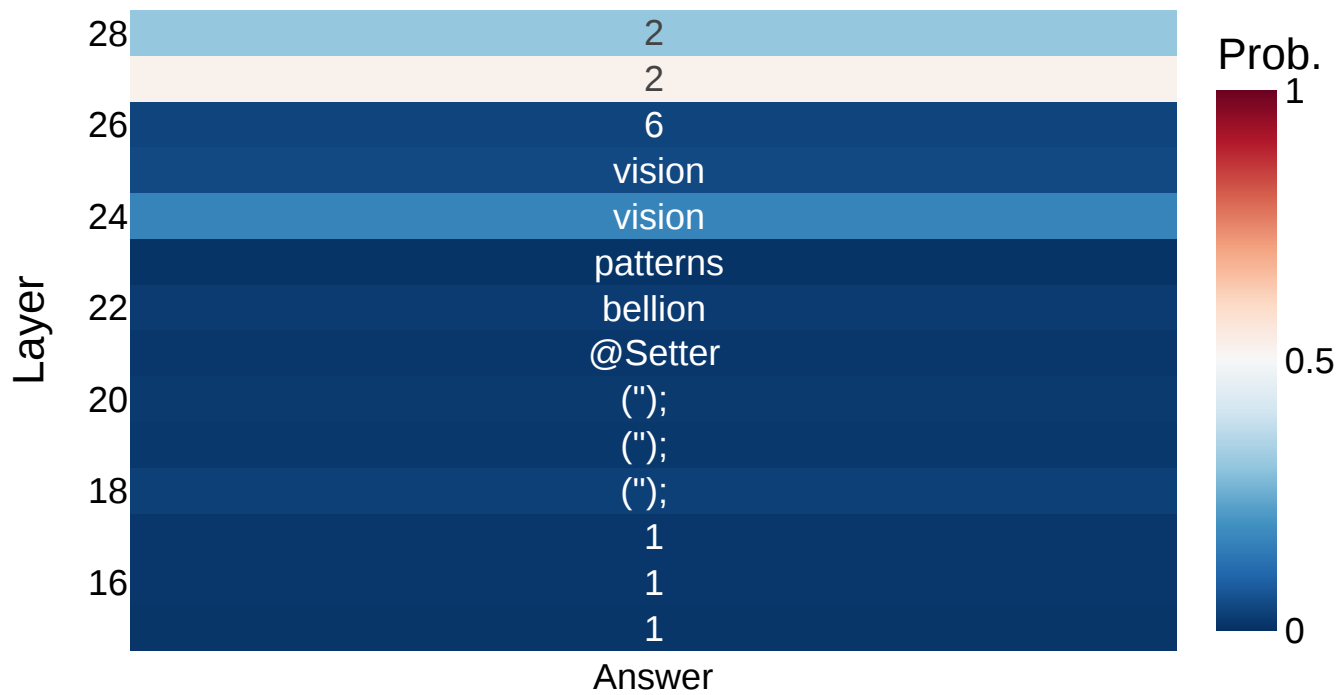 28 2
2
26 6
vision
24 vision
patterns
22 bellion
@Setter
20 (");
(");
18 (");
1
16 1
1
Answer
Layer
Prob.
1
0.5
0